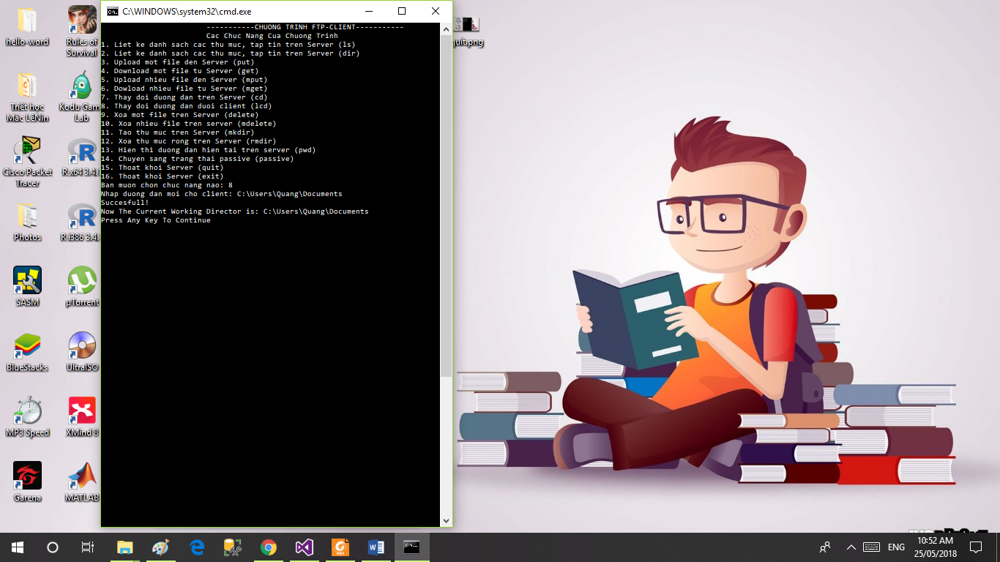 C:\WINDOWS\system32\cmd.exe
-----------CHUONG TRINH FTP-CLIENT-----------
Cac Chuc Nang Cua Chuong Trinh
1. Liet ke danh sach cac thu muc, tap tin tren Server (ls)
2. Liet ke danh sach cac thu muc, tap tin tren Server (dir)
3. Upload mot file den Server (put)
4. Download mot file tu Server (get)
5. Upload nhieu file den Server (mput)
6. Dowload nhieu file tu Server (mget)
7. Thay doi duong dan tren Server (cd)
8. Thay doi duong dan duoi client (lcd)
9. Xoa mot file tren Server (delete)
10. Xoa nhieu file tren server (mdelete)
11. Tao thu muc tren Server (mkdir)
12. Xoa thu muc rong tren Server (rmdir)
13. Hien thi duong dan hien tai tren server (pwd)
14. Chuyen sang trang thai passive (passive)
15. Thoat khoi Server (quit)
16. Thoat khoi Server (exit)
Ban muon chon chuc nang nao: 8
Nhap duong dan moi cho client: C:\Users\Quang\Documents
Succesfull!
Now The Current Working Director is: C:\Users\Quang\Documents
Press Any Key To Continue
hello-word
Rules of
Survival
Triết học
Mác LêNin
Kodu Gam
Lab
Cisco Packet
Tracer
R x64 3.4.
Photos
R i386 3.4.
SASM
µTorrent
BlueStacks
UltraISO
MP3 Speed
XMind 8
Garena
MATLAB
quit.png
PDF
ENG
10:52 AM
25/05/2018